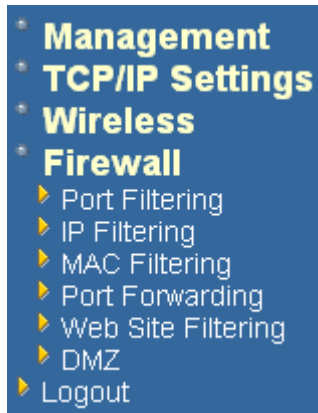 Management
TCP/IP Settings
Wireless
Firewall
Port Filtering
IP Filtering
MAC Filtering
Port Forwarding
Web Site Filtering
DMZ
Logout